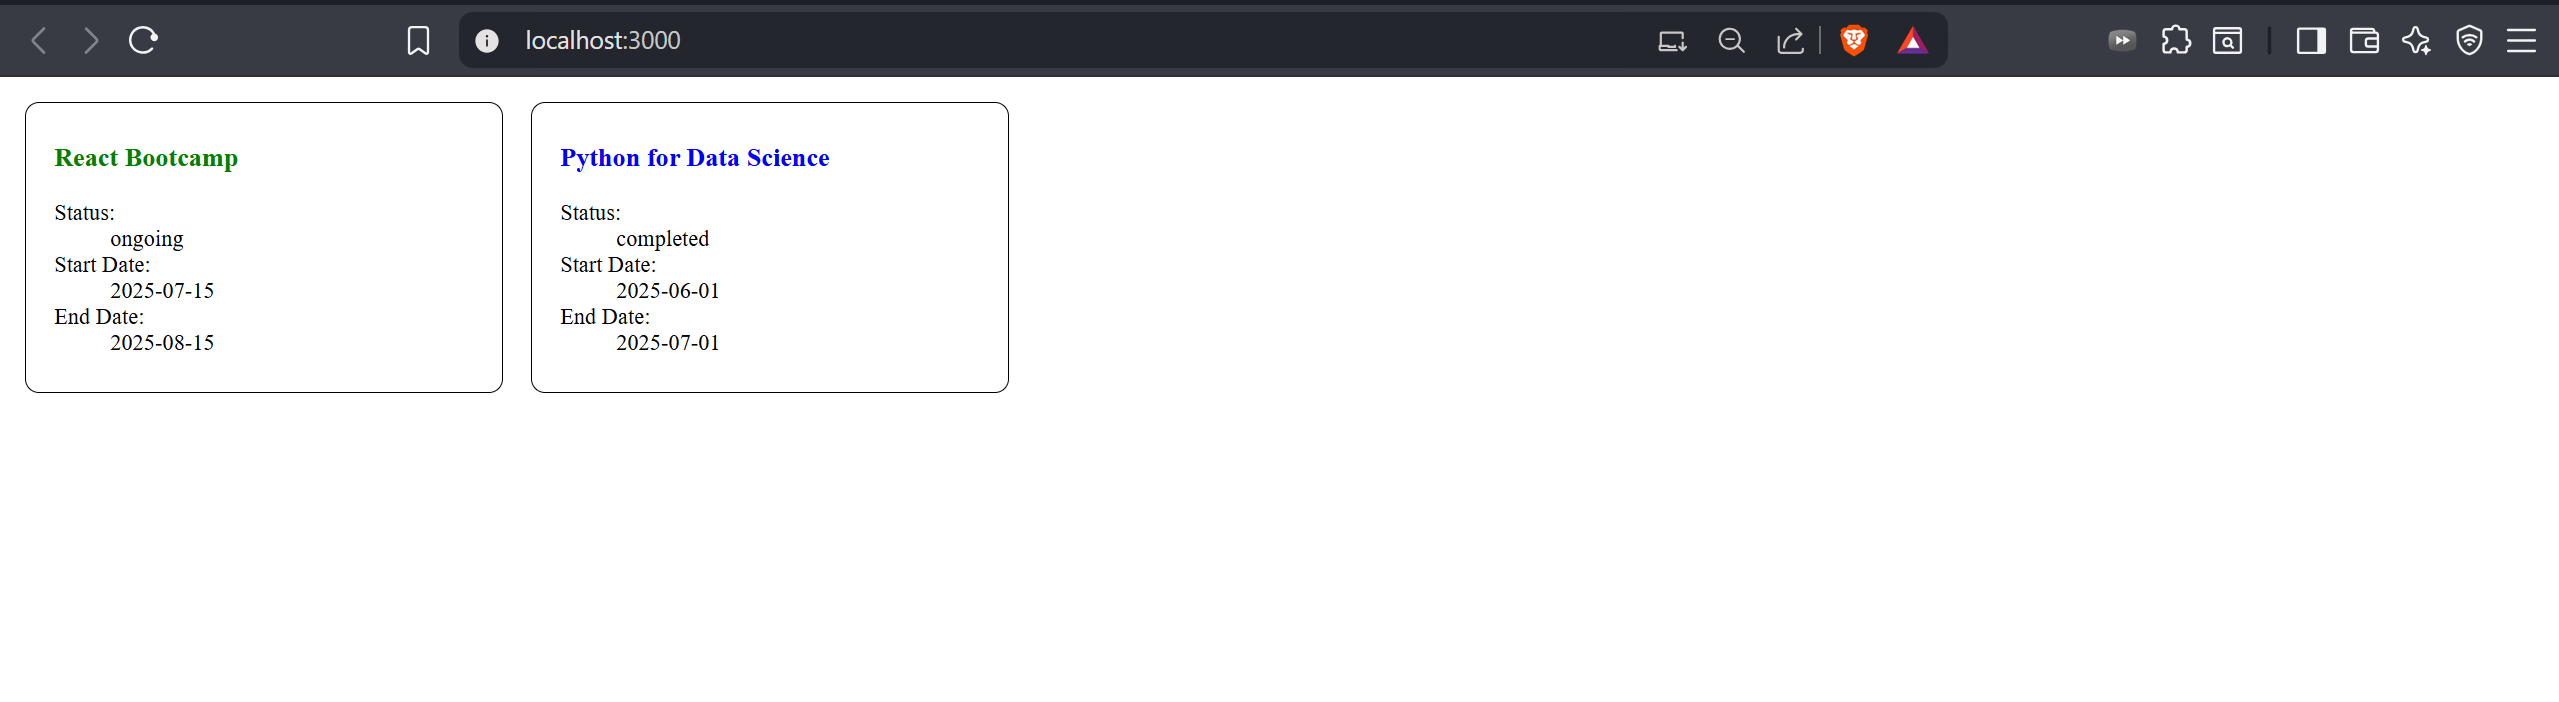 localhost:3000
React Bootcamp
Status:
ongoing
Start Date:
2025-07-15
End Date:
2025-08-15
Python for Data Science
Status:
completed
Start Date:
2025-06-01
End Date:
2025-07-01